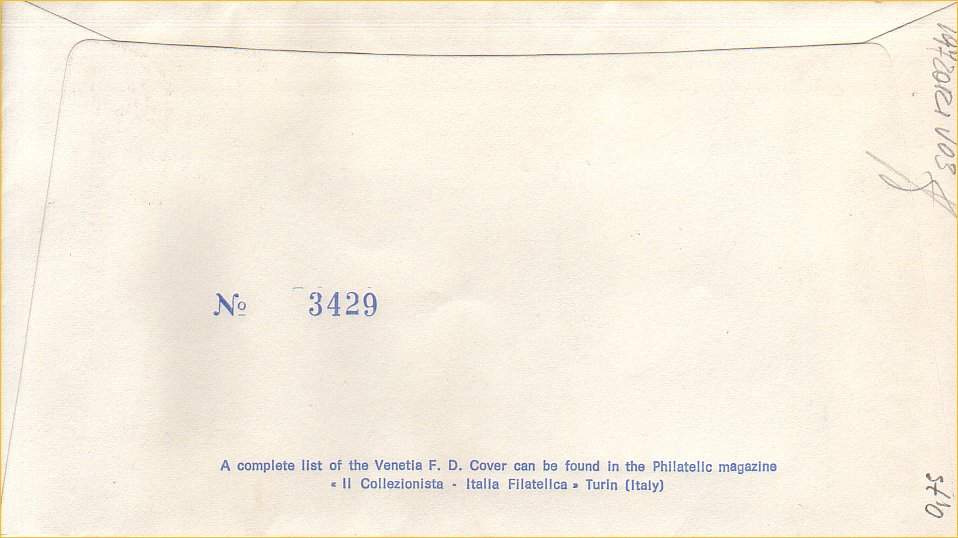 № 3429
A complete list of the Venetia F. D. Cover can be found in the Philatelic magazine
« Il Collezionista - Italia Filatelica » Turin (Italy)